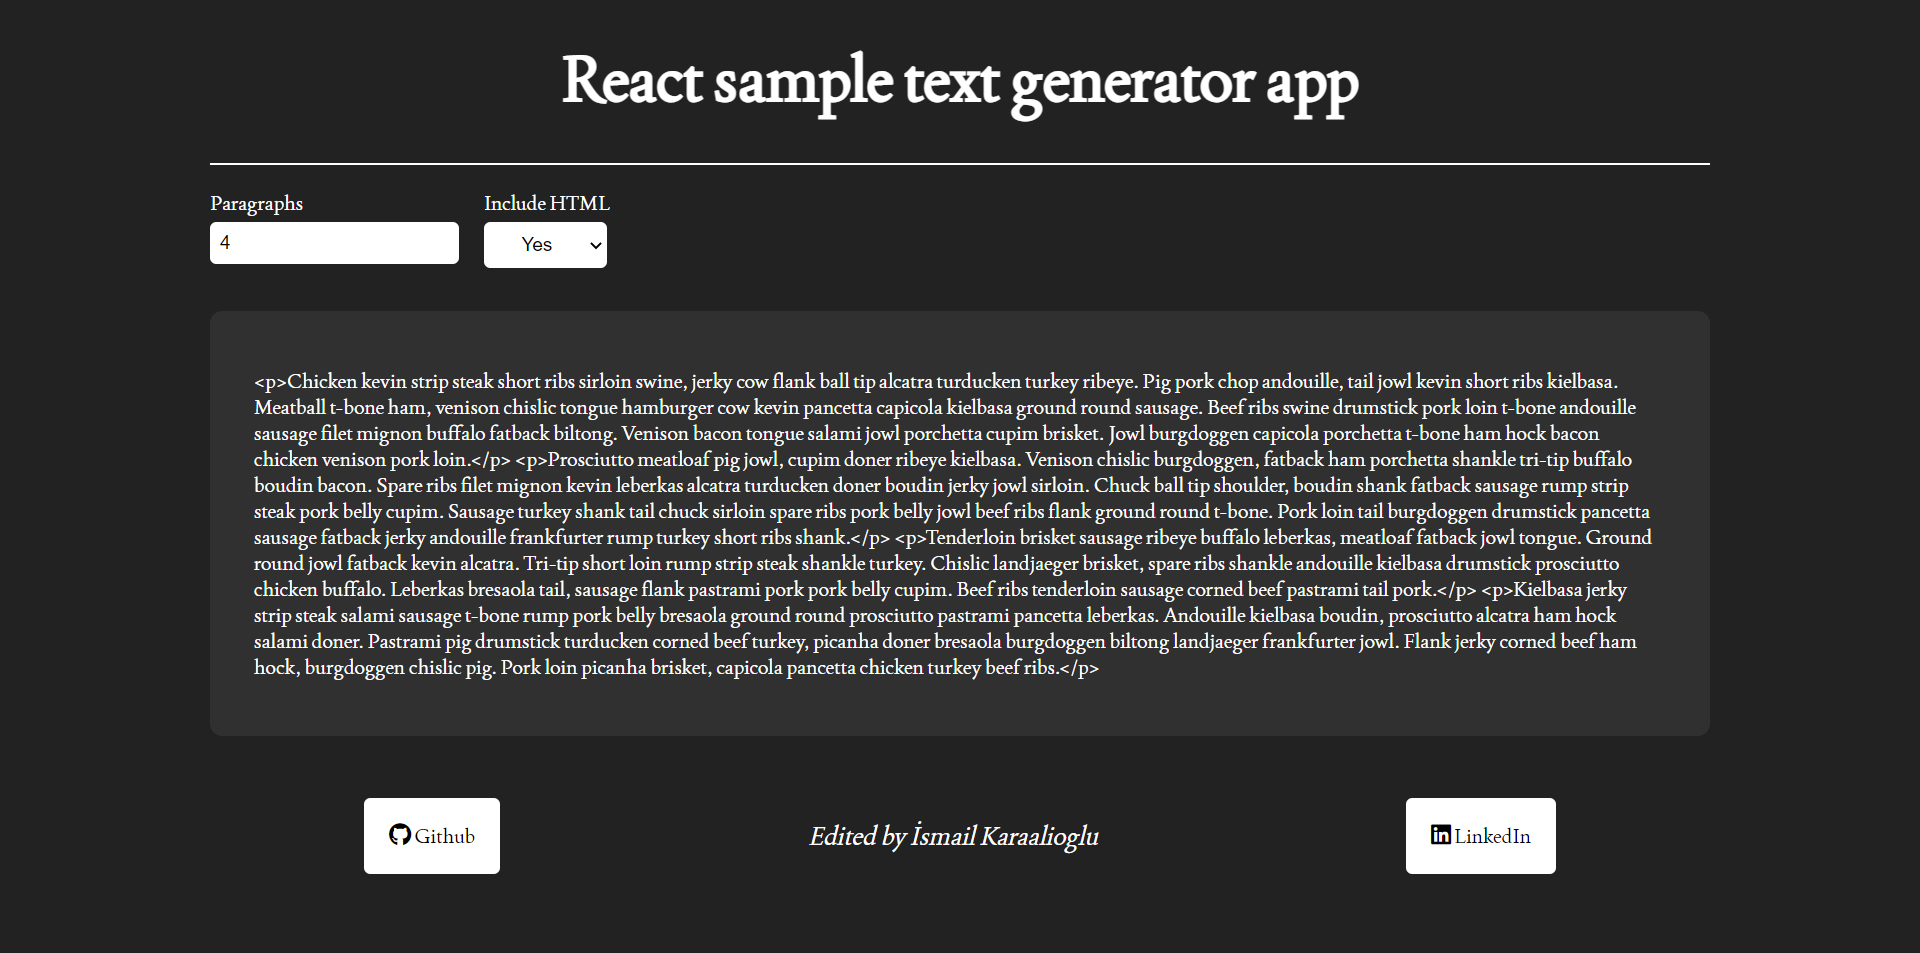 React sample text generator app
Paragraphs
Include HTML
4
Yes
<p>Chicken kevin strip steak short ribs sirloin swine, jerky cow flank ball tip alcatra turducken turkey ribeye. Pig pork chop andouille, tail jowl kevin short ribs kielbasa.
Meatball t-bone ham, venison chislic tongue hamburger cow kevin pancetta capicola kielbasa ground round sausage. Beef ribs swine drumstick pork loin t-bone andouille
sausage filet mignon buffalo fatback biltong. Venison bacon tongue salami jowl porchetta cupim brisket. Jowl burgdoggen capicola porchetta t-bone ham hock bacon
chicken venison pork loin.</p> <p>Prosciutto meatloaf pig jowl, cupim doner ribeye kielbasa. Venison chislic burgdoggen, fatback ham porchetta shankle tri-tip buffalo
boudin bacon. Spare ribs filet mignon kevin leberkas alcatra turducken doner boudin jerky jowl sirloin. Chuck ball tip shoulder, boudin shank fatback sausage rump strip
steak pork belly cupim. Sausage turkey shank tail chuck sirloin spare ribs pork belly jowl beef ribs flank ground round t-bone. Pork loin tail burgdoggen drumstick pancetta
sausage fatback jerky andouille frankfurter rump turkey short ribs shank.</p> <p>Tenderloin brisket sausage ribeye buffalo leberkas, meatloaf fatback jowl tongue. Ground
round jowl fatback kevin alcatra. Tri-tip short loin rump strip steak shankle turkey. Chislic landjaeger brisket, spare ribs shankle andouille kielbasa drumstick prosciutto
chicken buffalo. Leberkas bresaola tail, sausage flank pastrami pork pork belly cupim. Beef ribs tenderloin sausage corned beef pastrami tail pork.</p> <p>Kielbasa jerky
strip steak salami sausage t-bone rump pork belly bresaola ground round prosciutto pastrami pancetta leberkas. Andouille kielbasa boudin, prosciutto alcatra ham hock
salami doner. Pastrami pig drumstick turducken corned beef turkey, picanha doner bresaola burgdoggen biltong landjaeger frankfurter jowl. Flank jerky corned beef ham
hock, burgdoggen chislic pig. Pork loin picanha brisket, capicola pancetta chicken turkey beef ribs.</p>
Github
Edited by İsmail Karaalioglu
LinkedIn